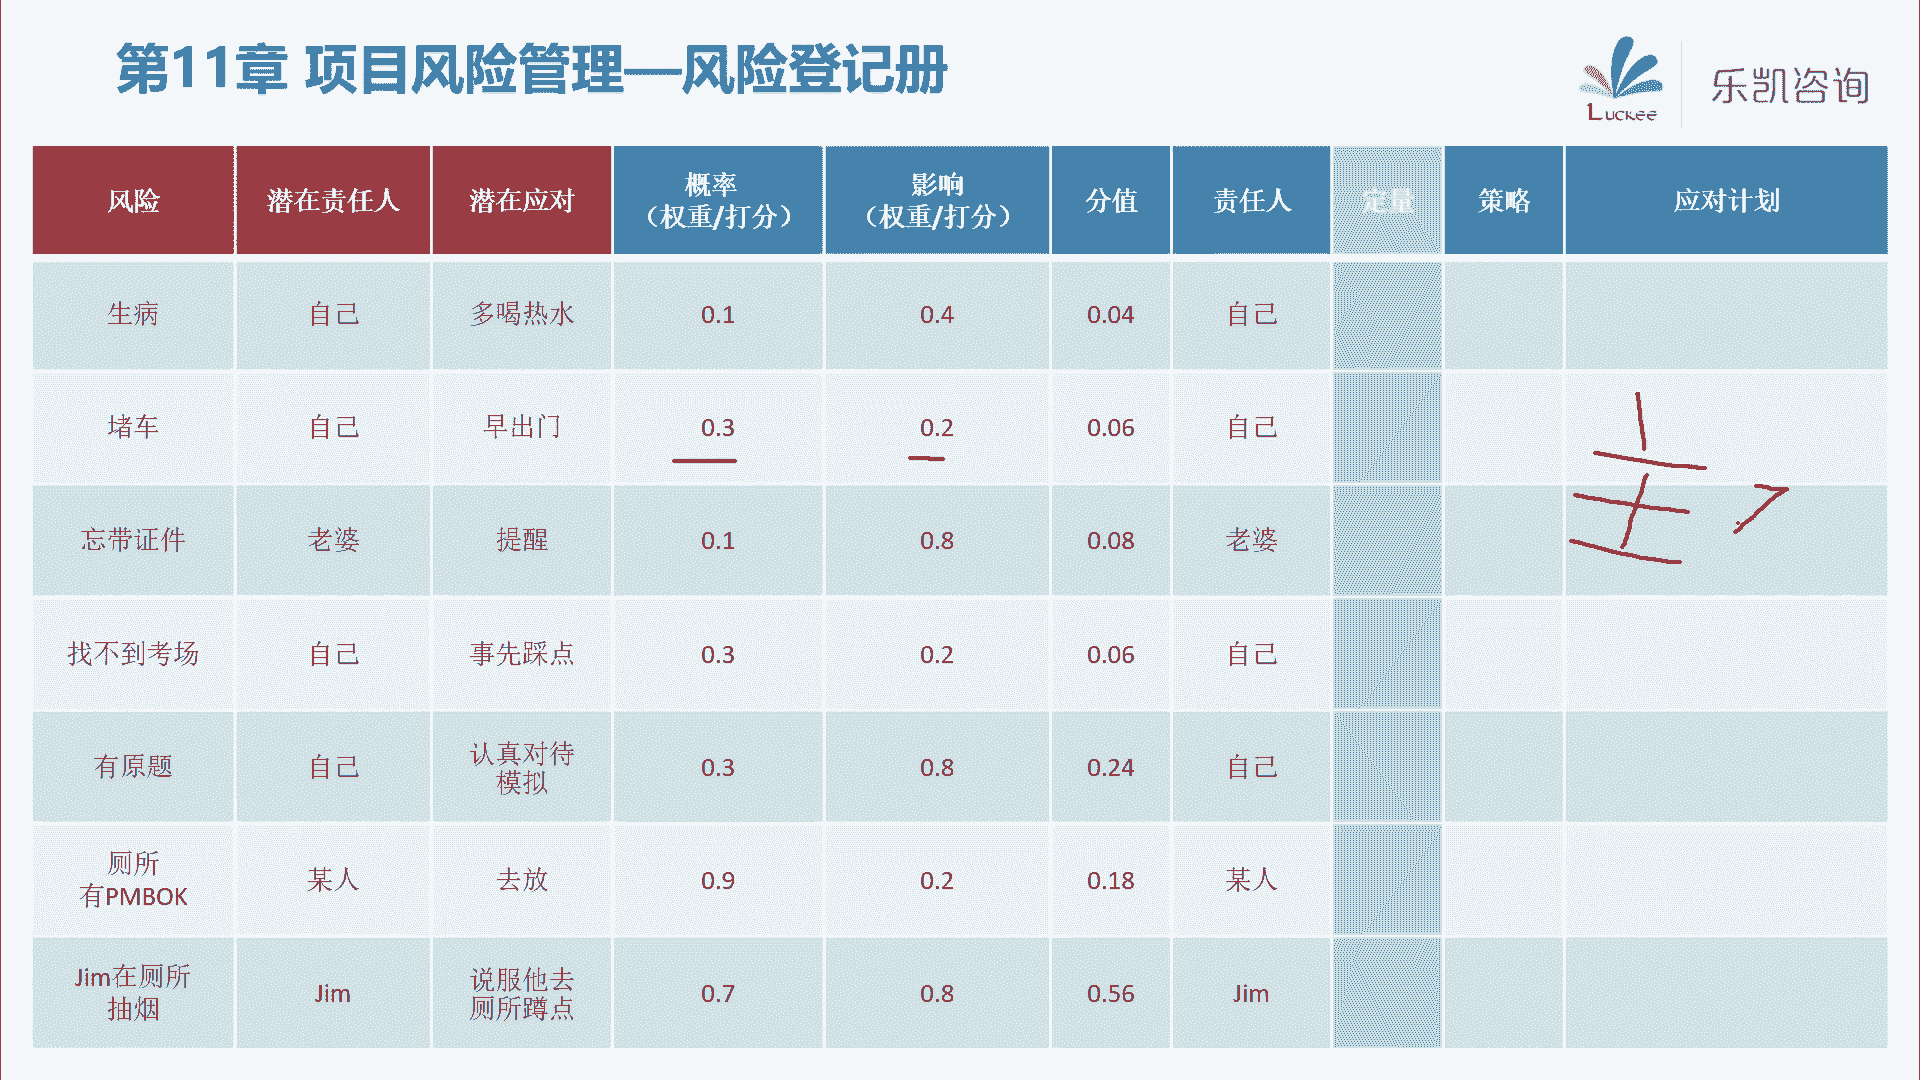 第11章 项目风险管理—风险登记册
Luckee
乐凯咨询
风险 潜在责任人 潜在应对 概率（权重/打分） 影响（权重/打分） 分值 责任人 定量 策略 应对计划
生病 自己 多喝热水 0.1 0.4 0.04 自己
堵车 自己 早出门 0.3 0.2 0.06 自己
忘带证件 老婆 提醒 0.1 0.8 0.08 老婆
找不到考场 自己 事先踩点 0.3 0.2 0.06 自己
有原题 自己 认真对待模拟 0.3 0.8 0.24 自己
厕所有PMBOK 某人 去放 0.9 0.2 0.18 某人
Jim在厕所抽烟 Jim 说服他去厕所蹲点 0.7 0.8 0.56 Jim